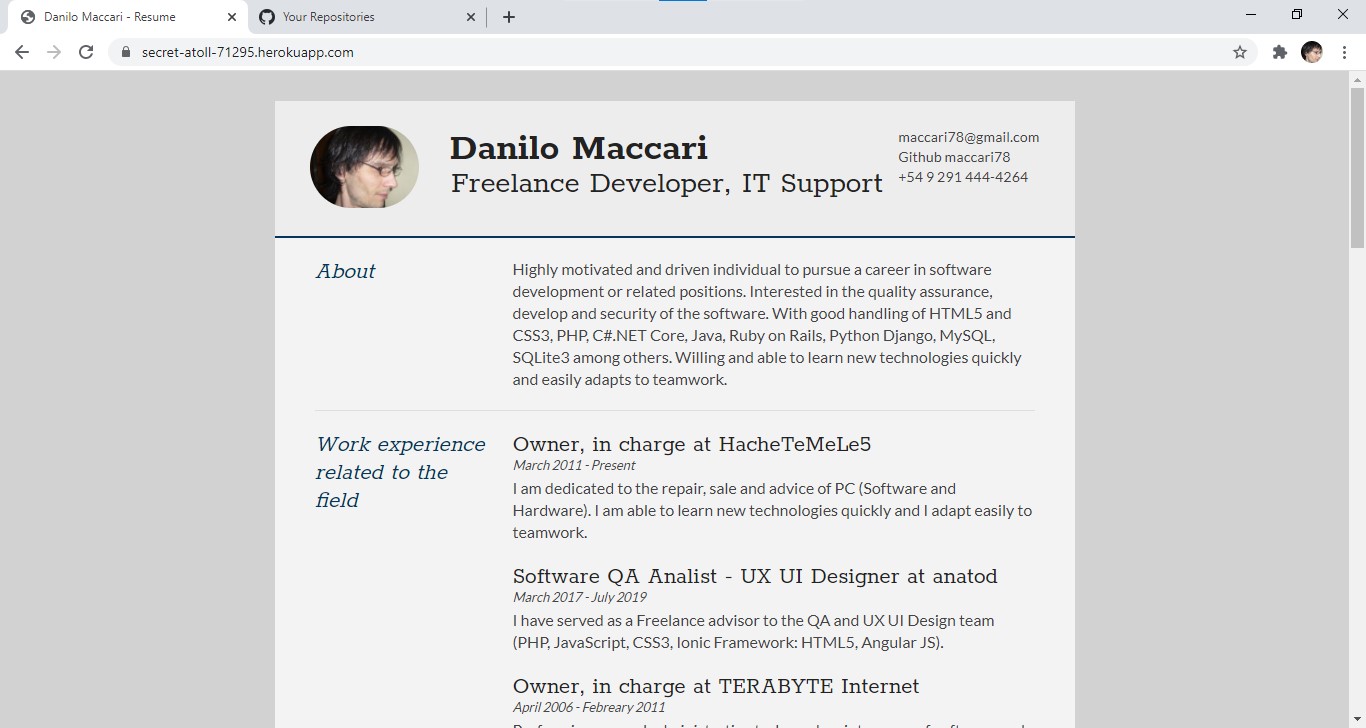 Danilo Maccari - Resume
Your Repositories
secret-atoll-71295.herokuapp.com
Danilo Maccari
Freelance Developer, IT Support
maccari78@gmail.com
Github maccari78
+54 9 291 444-4264
About
Highly motivated and driven individual to pursue a career in software
development or related positions. Interested in the quality assurance,
develop and security of the software. With good handling of HTML5 and
CSS3, PHP, C#.NET Core, Java, Ruby on Rails, Python Django, MySQL,
SQLite3 among others. Willing and able to learn new technologies quickly
and easily adapts to teamwork.
Work experience
related to the
field
Owner, in charge at HacheTeMeLe5
March 2011 - Present
I am dedicated to the repair, sale and advice of PC (Software and
Hardware). I am able to learn new technologies quickly and I adapt easily to
teamwork.
Software QA Analist - UX UI Designer at anatod
March 2017 - July 2019
I have served as a Freelance advisor to the QA and UX UI Design team
(PHP, JavaScript, CSS3, Ionic Framework: HTML5, Angular JS).
Owner, in charge at TERABYTE Internet
April 2006 - Febreary 2011